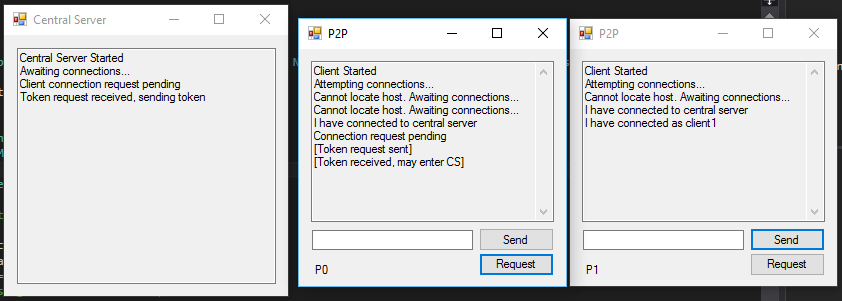 Central Server
Central Server Started
Awaiting connections...
Client connection request pending
Token request received, sending token
P2P
Client Started
Attempting connections...
Cannot locate host. Awaiting connections...
Cannot locate host. Awaiting connections...
I have connected to central server
Connection request pending
[Token request sent]
[Token received, may enter CS]
Send
P0
Request
P2P
Client Started
Attempting connections...
Cannot locate host. Awaiting connections...
I have connected to central server
I have connected as client1
Send
P1
Request